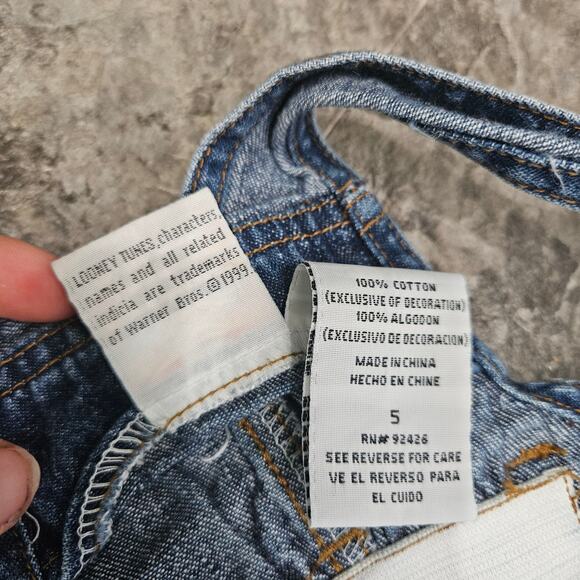 LOONEY TUNES, characters,
names and all related
indicia are trademarks
of Warner Bros. © 1999.
100% COTTON
(EXCLUSIVE OF DECORATION)
100% ALGODON
(EXCLUSIVO DE DECORACION)
MADE IN CHINA
HECHO EN CHINE
5
RN# 92426
SEE REVERSE FOR CARE
VE EL REVERSO PARA
EL CUIDO